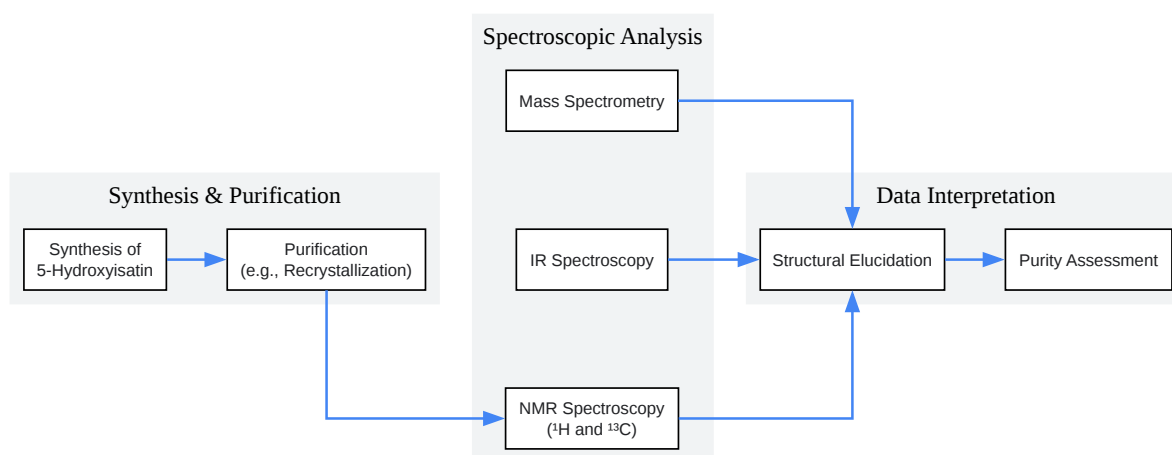 Synthesis & Purification
Synthesis of
5-Hydroxyisatin
Purification
(e.g., Recrystallization)
Spectroscopic Analysis
Mass Spectrometry
IR Spectroscopy
NMR Spectroscopy
(¹H and ¹³C)
Data Interpretation
Structural Elucidation
Purity Assessment